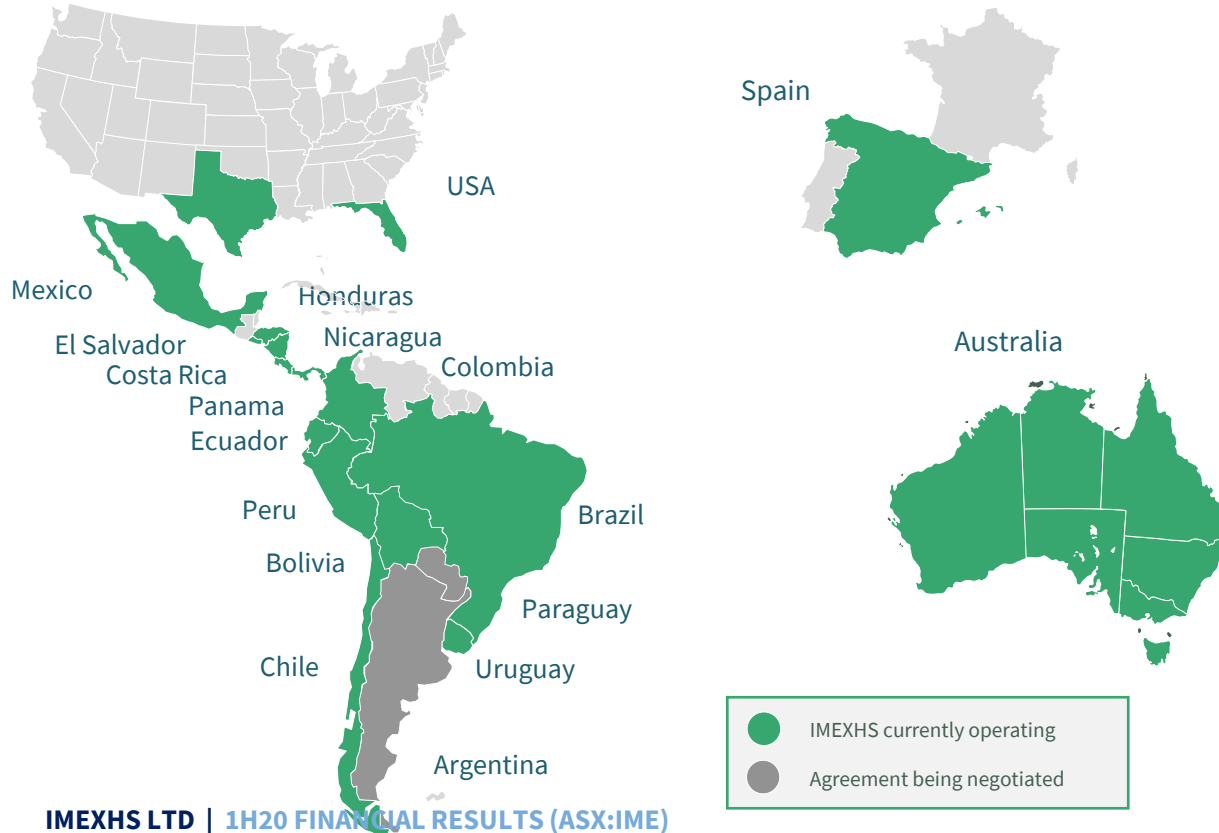 Spain
USA
Mexico
Honduras
El Salvador
Nicaragua
Costa Rica
Colombia
Panama
Ecuador
Australia
Peru
Brazil
Bolivia
Paraguay
Chile
Uruguay
Argentina
IMEXHS currently operating
Agreement being negotiated
IMEXHS LTD | 1H20 FINANCIAL RESULTS (ASX:IME)